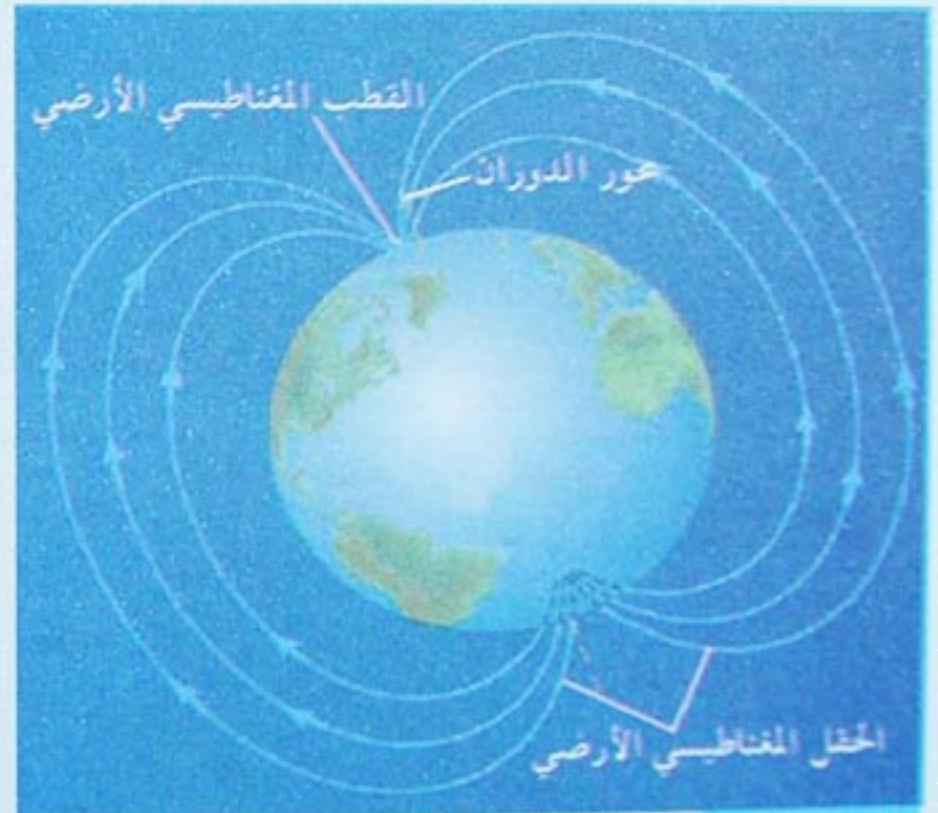 القطب المغناطيسي الأرضي
محور الدوران
الحقل المغناطيسي الأرضي